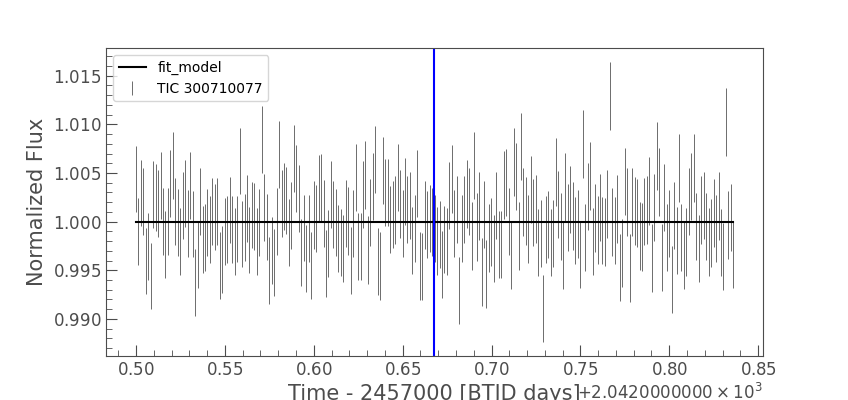 fit_model
TIC 300710077
Normalized Flux
1.015
1.010
1.005
1.000
0.995
0.990
0.50 0.55 0.60 0.65 0.70 0.75 0.80 0.85
Time - 2457000 [BTJD days]
+2.0420000000 × 10³